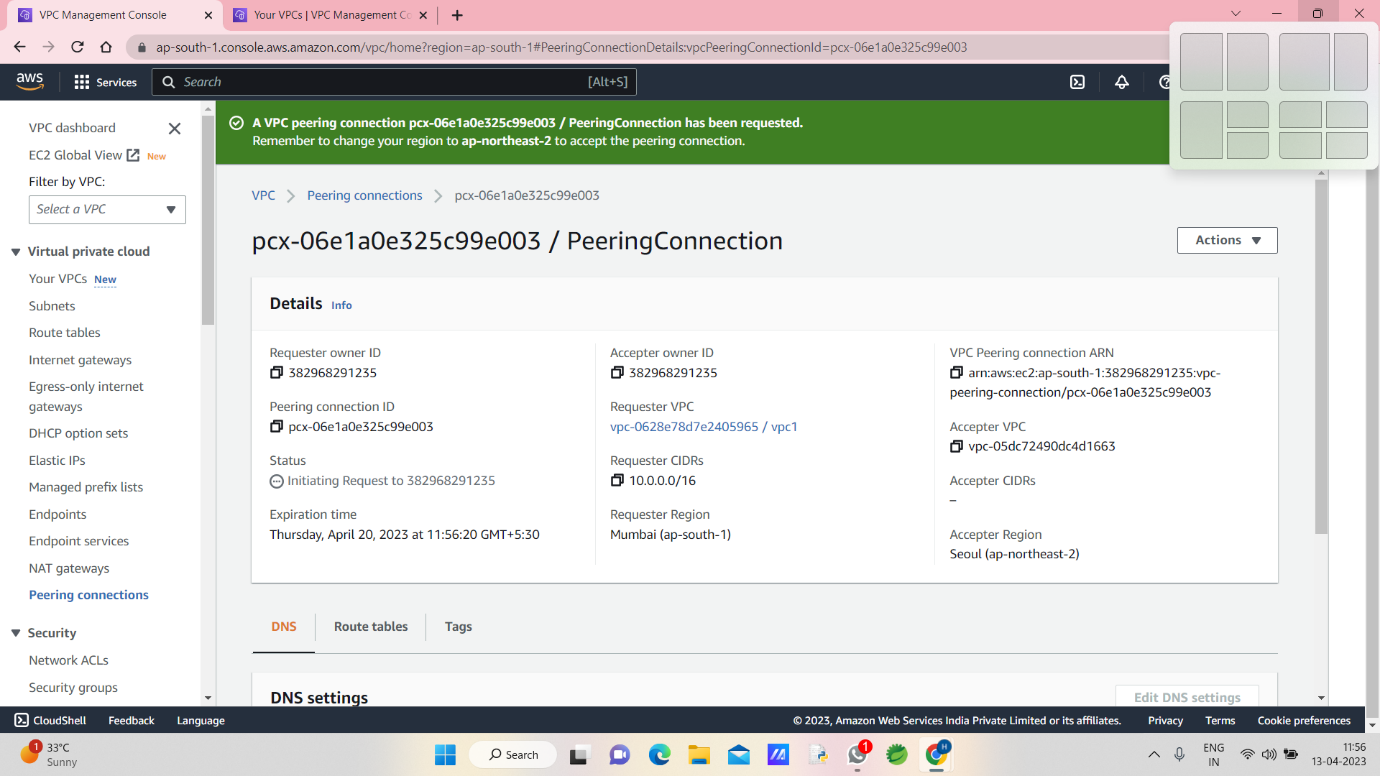 VPC Management Console
Your VPCs | VPC Management Co
ap-south-1.console.aws.amazon.com/vpc/home?region=ap-south-1#PeeringConnectionDetails:vpcPeeringConnectionId=pcx-06e1a0e325c99e003
aws
Services
Search
[Alt+S]
VPC dashboard
EC2 Global View New
Filter by VPC:
Select a VPC
Virtual private cloud
Your VPCs New
Subnets
Route tables
Internet gateways
Egress-only internet
gateways
DHCP option sets
Elastic IPs
Managed prefix lists
Endpoints
Endpoint services
NAT gateways
Peering connections
Security
Network ACLs
Security groups
A VPC peering connection pcx-06e1a0e325c99e003 / PeeringConnection has been requested.
Remember to change your region to ap-northeast-2 to accept the peering connection.
VPC
Peering connections
pcx-06e1a0e325c99e003
pcx-06e1a0e325c99e003 / PeeringConnection
Actions
Details Info
Requester owner ID
382968291235
Peering connection ID
pcx-06e1a0e325c99e003
Status
Initiating Request to 382968291235
Expiration time
Thursday, April 20, 2023 at 11:56:20 GMT+5:30
Accepter owner ID
382968291235
Requester VPC
vpc-0628e78d7e2405965 / vpc1
Requester CIDRs
10.0.0.0/16
Requester Region
Mumbai (ap-south-1)
VPC Peering connection ARN
arn:aws:ec2:ap-south-1:382968291235:vpc-
peering-connection/pcx-06e1a0e325c99e003
Accepter VPC
vpc-05dc72490dc4d1663
Accepter CIDRs
–
Accepter Region
Seoul (ap-northeast-2)
DNS
Route tables
Tags
DNS settings
Edit DNS settings
CloudShell
Feedback
Language
© 2023, Amazon Web Services India Private Limited or its affiliates.
Privacy
Terms
Cookie preferences
1
33°C
Sunny
Search
1
H
ENG
IN
11:56
13-04-2023